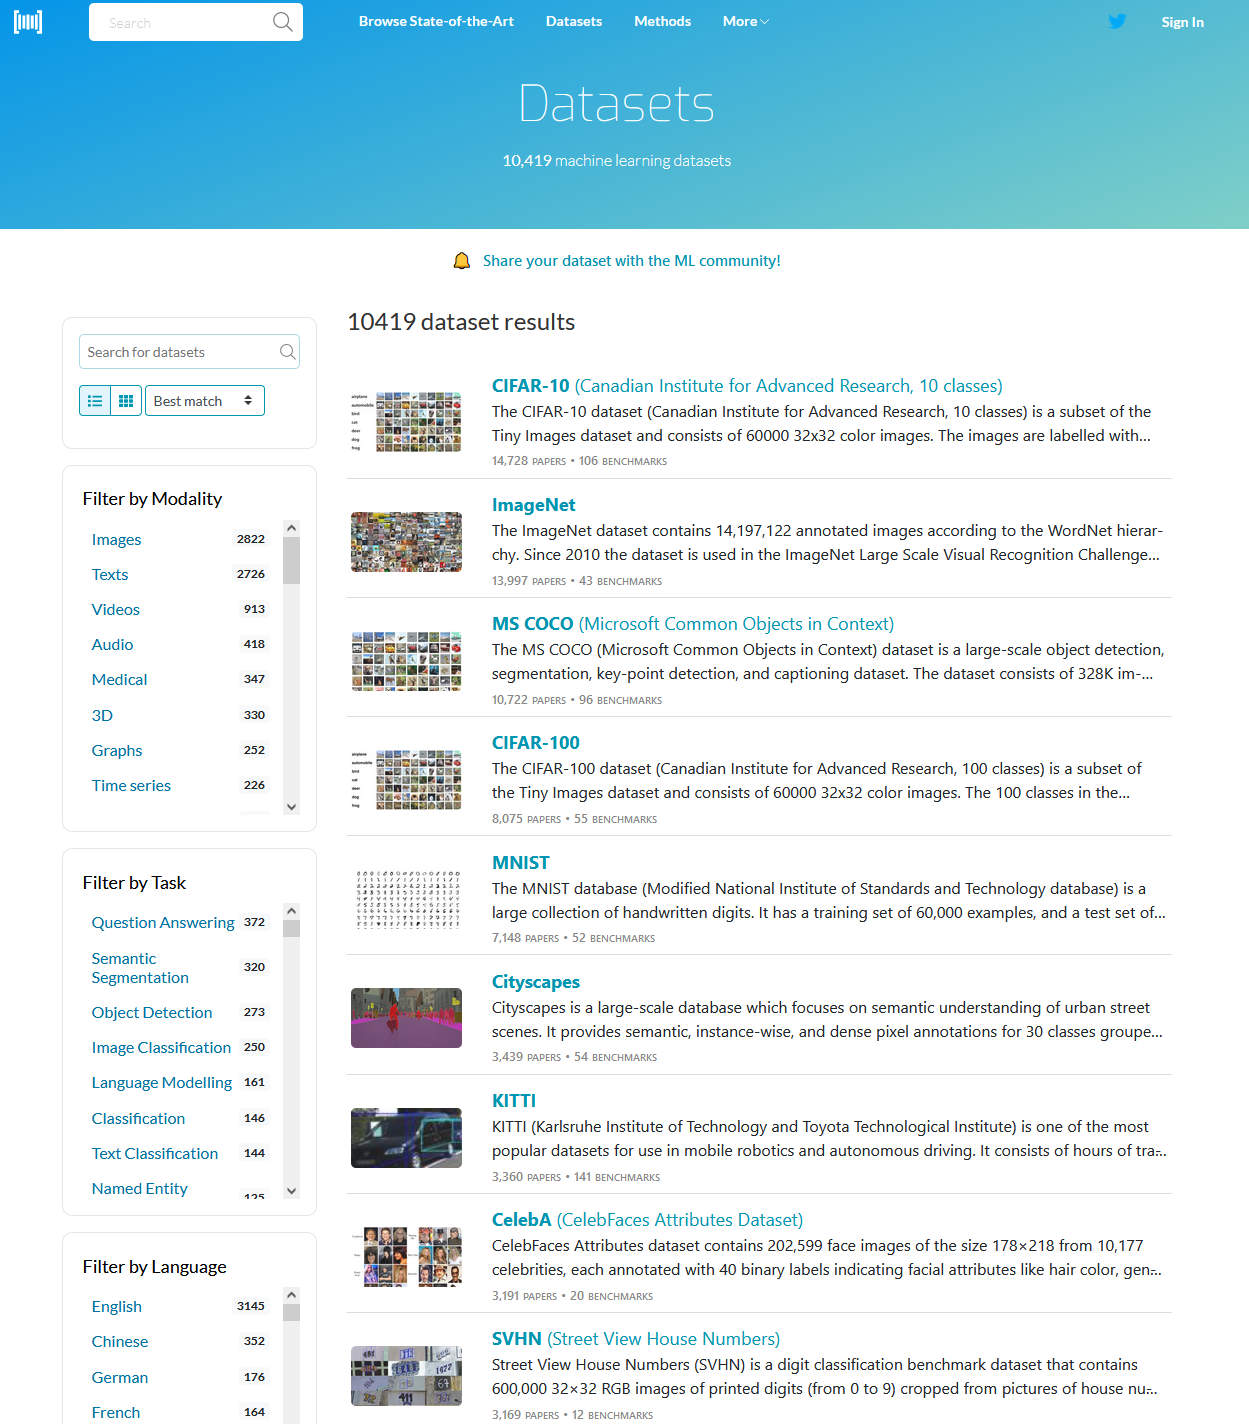 Search
Browse State-of-the-Art
Datasets
Methods
More
Sign In
Datasets
10,419 machine learning datasets
Share your dataset with the ML community!
Search for datasets
Best match
Filter by Modality
Images 2822
Texts 2726
Videos 913
Audio 418
Medical 347
3D 330
Graphs 252
Time series 226
Filter by Task
Question Answering 372
Semantic
Segmentation 320
Object Detection 273
Image Classification 250
Language Modelling 161
Classification 146
Text Classification 144
Named Entity
Filter by Language
English 3145
Chinese 352
German 176
French 164
10419 dataset results
CIFAR-10 (Canadian Institute for Advanced Research, 10 classes)
The CIFAR-10 dataset (Canadian Institute for Advanced Research, 10 classes) is a subset of the
Tiny Images dataset and consists of 60000 32x32 color images. The images are labelled with...
14,728 PAPERS • 106 BENCHMARKS
ImageNet
The ImageNet dataset contains 14,197,122 annotated images according to the WordNet hierar-
chy. Since 2010 the dataset is used in the ImageNet Large Scale Visual Recognition Challenge...
13,997 PAPERS • 43 BENCHMARKS
MS COCO (Microsoft Common Objects in Context)
The MS COCO (Microsoft Common Objects in Context) dataset is a large-scale object detection,
segmentation, key-point detection, and captioning dataset. The dataset consists of 328K im-...
10,722 PAPERS • 96 BENCHMARKS
CIFAR-100
The CIFAR-100 dataset (Canadian Institute for Advanced Research, 100 classes) is a subset of
the Tiny Images dataset and consists of 60000 32x32 color images. The 100 classes in the...
8,075 PAPERS • 55 BENCHMARKS
MNIST
The MNIST database (Modified National Institute of Standards and Technology database) is a
large collection of handwritten digits. It has a training set of 60,000 examples, and a test set of...
7,148 PAPERS • 52 BENCHMARKS
Cityscapes
Cityscapes is a large-scale database which focuses on semantic understanding of urban street
scenes. It provides semantic, instance-wise, and dense pixel annotations for 30 classes groupe...
3,439 PAPERS • 54 BENCHMARKS
KITTI
KITTI (Karlsruhe Institute of Technology and Toyota Technological Institute) is one of the most
popular datasets for use in mobile robotics and autonomous driving. It consists of hours of tra...
3,360 PAPERS • 141 BENCHMARKS
CelebA (CelebFaces Attributes Dataset)
CelebFaces Attributes dataset contains 202,599 face images of the size 178×218 from 10,177
celebrities, each annotated with 40 binary labels indicating facial attributes like hair color, gen-...
3,191 PAPERS • 20 BENCHMARKS
SVHN (Street View House Numbers)
Street View House Numbers (SVHN) is a digit classification benchmark dataset that contains
600,000 32×32 RGB images of printed digits (from 0 to 9) cropped from pictures of house nu-...
3,169 PAPERS • 12 BENCHMARKS